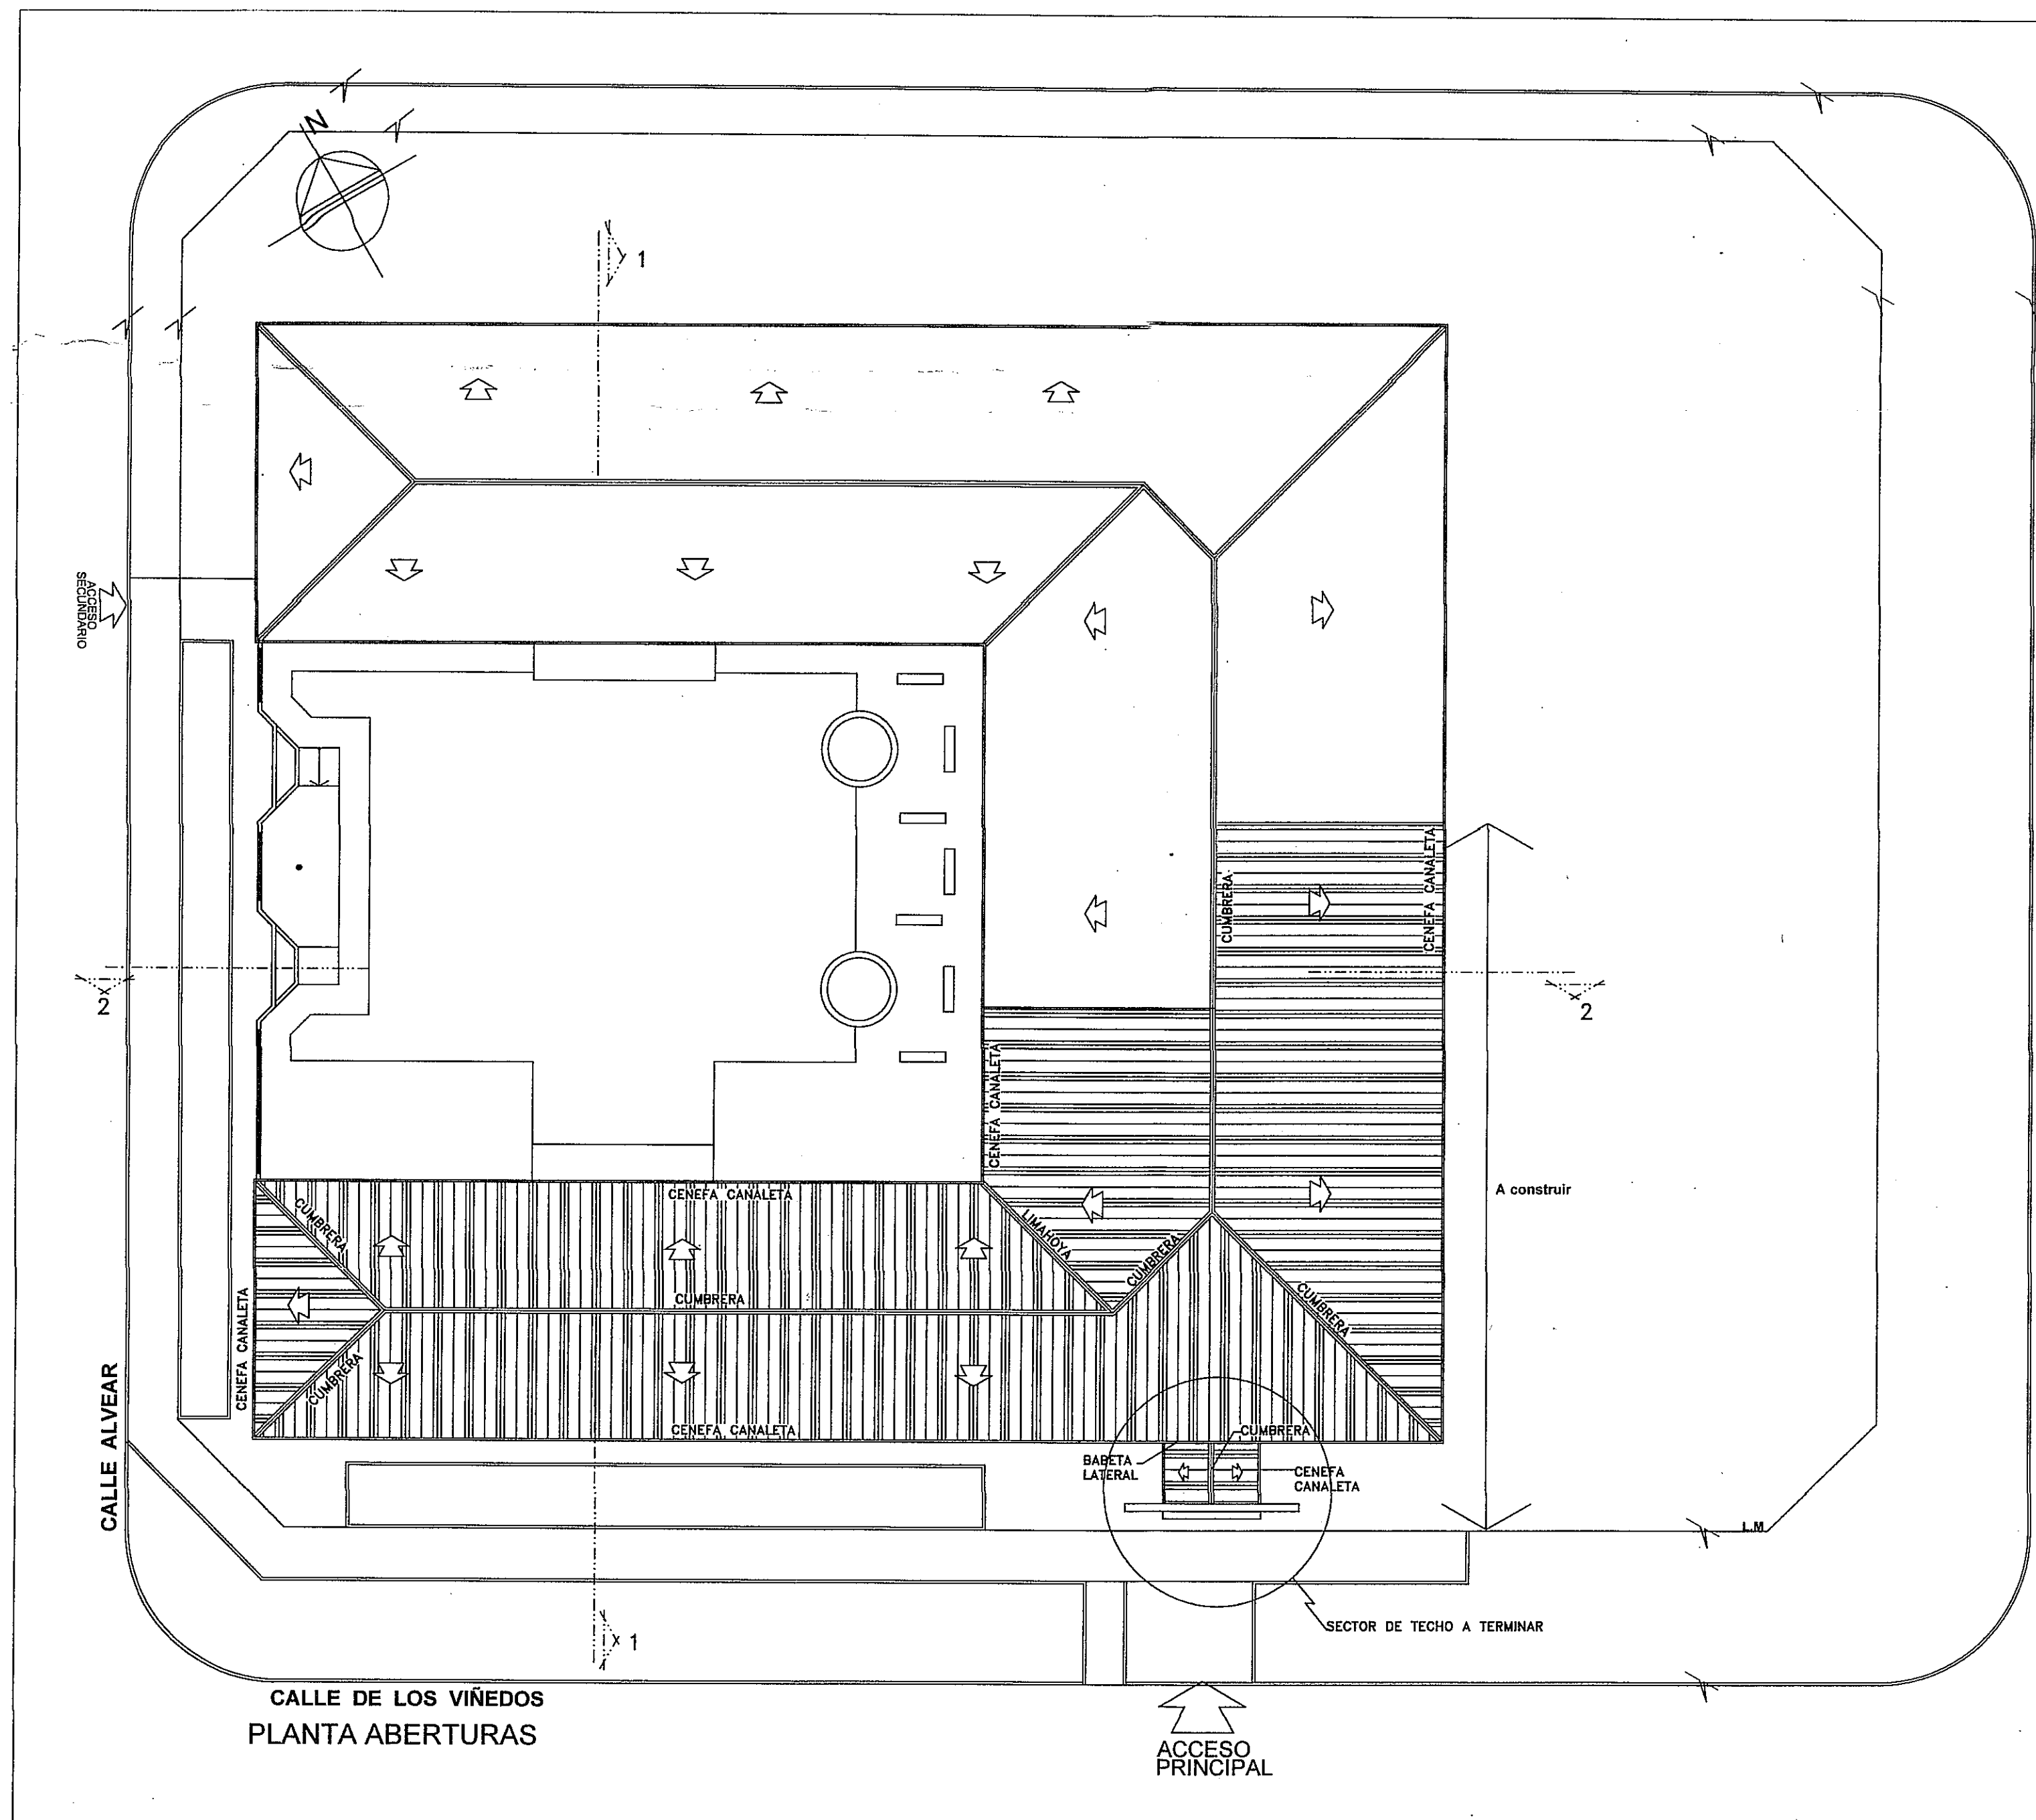 N
1
ACCESO
SECUNDARIO
CUMBRERA
CENEFA CANALETA
2
2
CENEFA CANALETA
A construir
CENEFA CANALETA
CUMBRERA
LIMAHOYA
CUMBRERA
CUMBRERA
CUMBRERA
CENEFA CANALETA
CUMBRERA
CENEFA CANALETA
CUMBRERA
BABETA
LATERAL
CENEFA
CANALETA
CALLE ALVEAR
L.M
SECTOR DE TECHO A TERMINAR
1
CALLE DE LOS VIÑEDOS
PLANTA ABERTURAS
ACCESO
PRINCIPAL